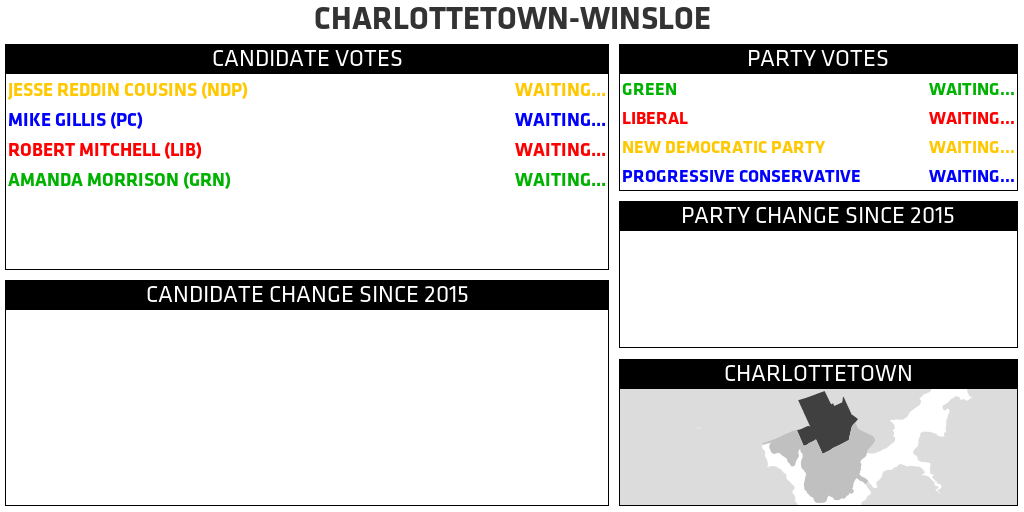 CHARLOTTETOWN-WINSLOE
CANDIDATE VOTES
JESSE REDDIN COUSINS (NDP) WAITING...
MIKE GILLIS (PC) WAITING...
ROBERT MITCHELL (LIB) WAITING...
AMANDA MORRISON (GRN) WAITING...
CANDIDATE CHANGE SINCE 2015
PARTY VOTES
GREEN WAITING...
LIBERAL WAITING...
NEW DEMOCRATIC PARTY WAITING...
PROGRESSIVE CONSERVATIVE WAITING...
PARTY CHANGE SINCE 2015
CHARLOTTETOWN